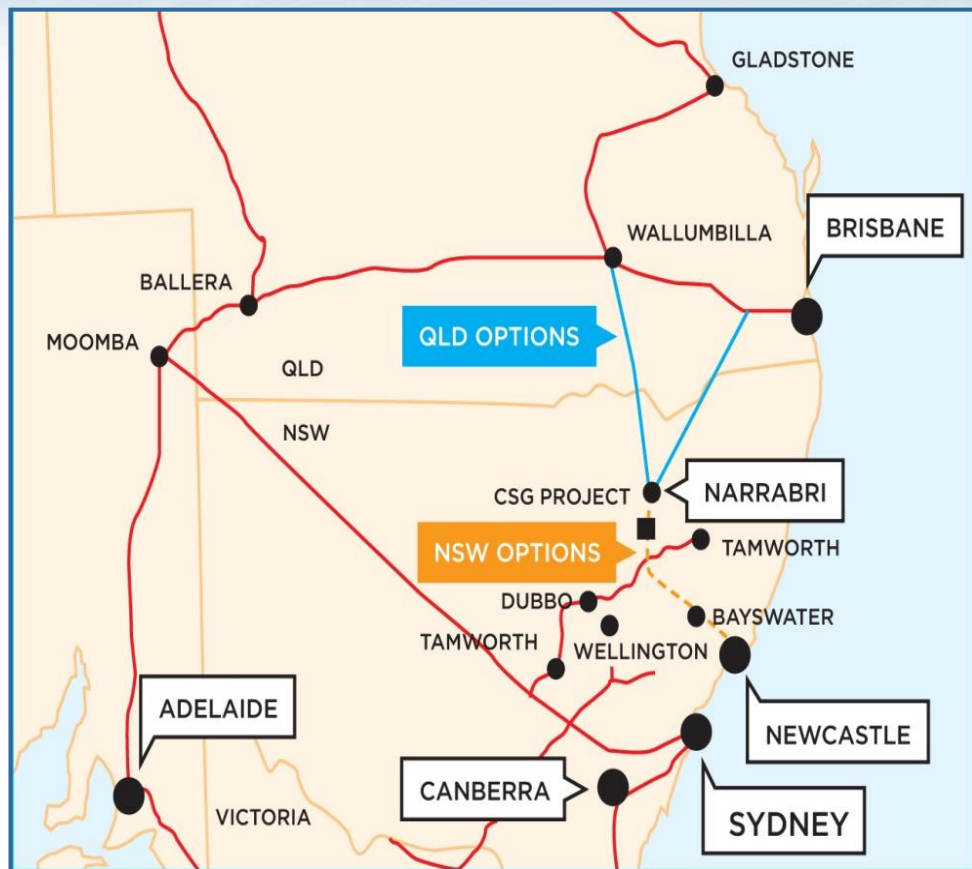 GLADSTONE
BRISBANE
WALLUMBILLA
BALLERA
QLD OPTIONS
MOOMBA
QLD
NSW
CSG PROJECT
NARRABRI
NSW OPTIONS
TAMWORTH
DUBBO
BAYSWATER
TAMWORTH
WELLINGTON
ADELAIDE
NEWCASTLE
CANBERRA
VICTORIA
SYDNEY